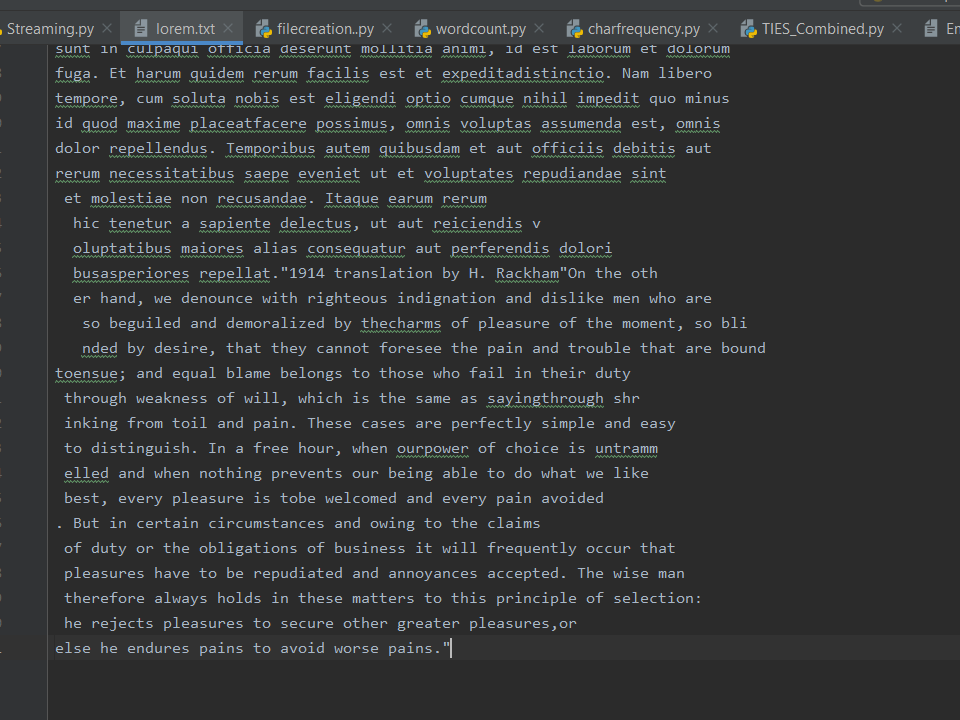 Streaming.py lorem.txt filecreation..py wordcount.py charfrequency.py TIES_Combined.py
sunt in culpaqui officia deserunt mollitia animi, id est laborum et dolorum
fuga. Et harum quidem rerum facilis est et expeditadistinctio. Nam libero
tempore, cum soluta nobis est eligendi optio cumque nihil impedit quo minus
id quod maxime placeatfacere possimus, omnis voluptas assumenda est, omnis
dolor repellendus. Temporibus autem quibusdam et aut officiis debitis aut
rerum necessitatibus saepe eveniet ut et voluptates repudiandae sint
et molestiae non recusandae. Itaque earum rerum
hic tenetur a sapiente delectus, ut aut reiciendis v
oluptatibus maiores alias consequatur aut perferendis dolori
busasperiores repellat."1914 translation by H. Rackham"On the oth
er hand, we denounce with righteous indignation and dislike men who are
so beguiled and demoralized by thecharms of pleasure of the moment, so bli
nded by desire, that they cannot foresee the pain and trouble that are bound
toensue; and equal blame belongs to those who fail in their duty
through weakness of will, which is the same as sayingthrough shr
inking from toil and pain. These cases are perfectly simple and easy
to distinguish. In a free hour, when ourpower of choice is untramm
elled and when nothing prevents our being able to do what we like
best, every pleasure is tobe welcomed and every pain avoided
. But in certain circumstances and owing to the claims
of duty or the obligations of business it will frequently occur that
pleasures have to be repudiated and annoyances accepted. The wise man
therefore always holds in these matters to this principle of selection:
he rejects pleasures to secure other greater pleasures,or
else he endures pains to avoid worse pains."